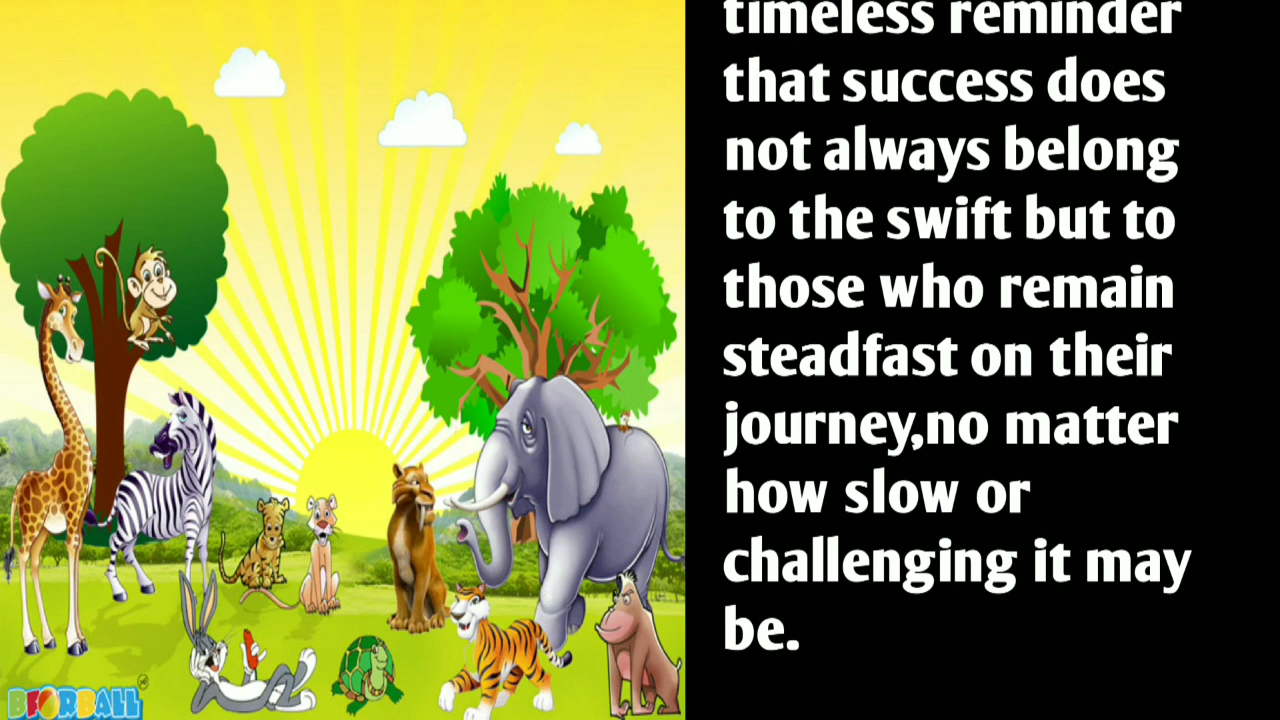 timeless reminder
that success does
not always belong
to the swift but to
those who remain
steadfast on their
journey,no matter
how slow or
challenging it may
be.
BFORBALL